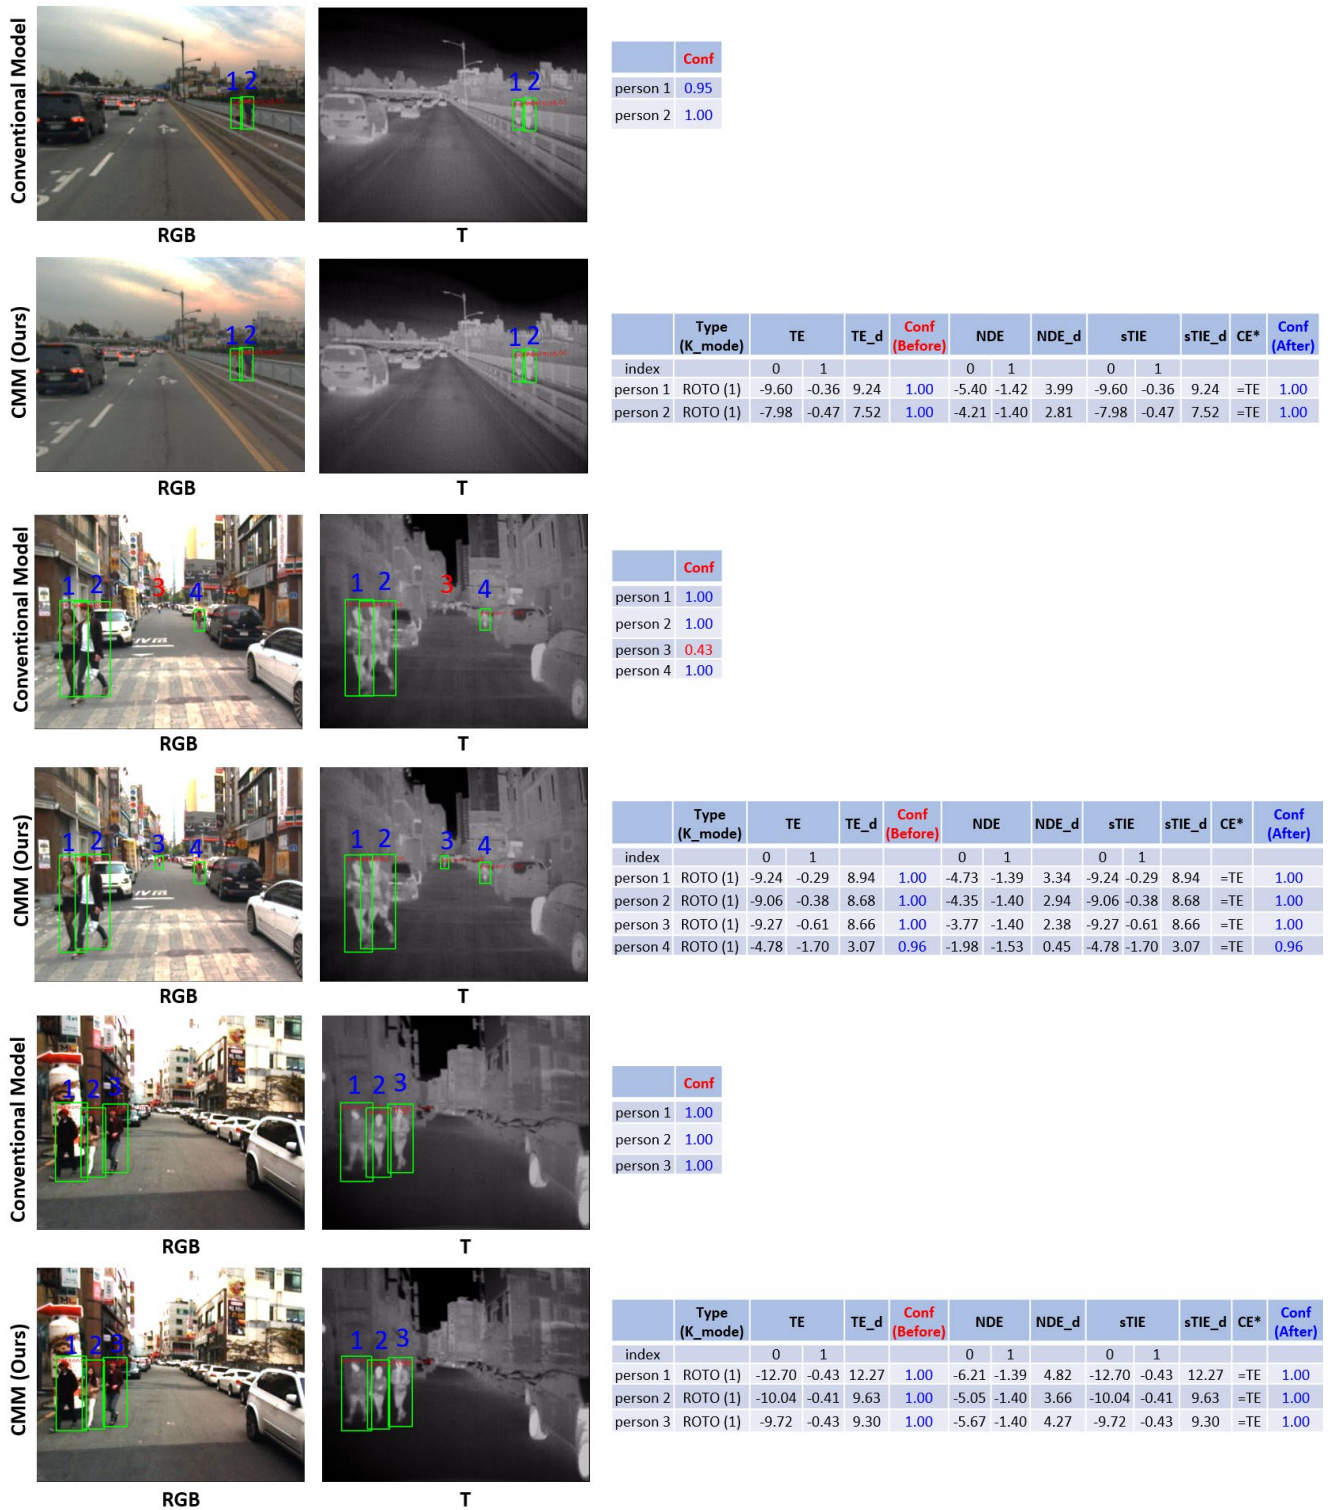 Conventional Model
1 2
1 2
RGB
T
Conf
person 1 0.95
person 2 1.00
CMM (Ours)
1 2
1 2
RGB
T
Type (K_mode) TE TE_d Conf (Before) NDE NDE_d sTIE sTIE_d CE* Conf (After)
index 0 1 0 1 0 1
person 1 ROTO (1) -9.60 -0.36 9.24 1.00 -5.40 -1.42 3.99 -9.60 -0.36 9.24 =TE 1.00
person 2 ROTO (1) -7.98 -0.47 7.52 1.00 -4.21 -1.40 2.81 -7.98 -0.47 7.52 =TE 1.00
Conventional Model
1 2 3 4
1 2 3 4
RGB
T
Conf
person 1 1.00
person 2 1.00
person 3 0.43
person 4 1.00
CMM (Ours)
1 2 3 4
1 2 3 4
RGB
T
Type (K_mode) TE TE_d Conf (Before) NDE NDE_d sTIE sTIE_d CE* Conf (After)
index 0 1 0 1 0 1
person 1 ROTO (1) -9.24 -0.29 8.94 1.00 -4.73 -1.39 3.34 -9.24 -0.29 8.94 =TE 1.00
person 2 ROTO (1) -9.06 -0.38 8.68 1.00 -4.35 -1.40 2.94 -9.06 -0.38 8.68 =TE 1.00
person 3 ROTO (1) -9.27 -0.61 8.66 1.00 -3.77 -1.40 2.38 -9.27 -0.61 8.66 =TE 1.00
person 4 ROTO (1) -4.78 -1.70 3.07 0.96 -1.98 -1.53 0.45 -4.78 -1.70 3.07 =TE 0.96
Conventional Model
1 2 3
1 2 3
RGB
T
Conf
person 1 1.00
person 2 1.00
person 3 1.00
CMM (Ours)
1 2 3
1 2 3
RGB
T
Type (K_mode) TE TE_d Conf (Before) NDE NDE_d sTIE sTIE_d CE* Conf (After)
index 0 1 0 1 0 1
person 1 ROTO (1) -12.70 -0.43 12.27 1.00 -6.21 -1.39 4.82 -12.70 -0.43 12.27 =TE 1.00
person 2 ROTO (1) -10.04 -0.41 9.63 1.00 -5.05 -1.40 3.66 -10.04 -0.41 9.63 =TE 1.00
person 3 ROTO (1) -9.72 -0.43 9.30 1.00 -5.67 -1.40 4.27 -9.72 -0.43 9.30 =TE 1.00